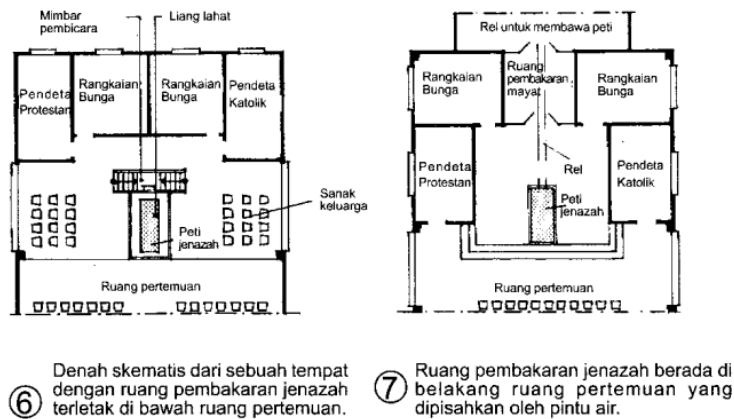 Mimbar
pembicara
Liang lahat
Pendeta
Protestan
Rangkaian
Bunga
Rangkaian
Bunga
Pendeta
Katolik
Sanak
keluarga
Peti
jenazah
Ruang pertemuan
6 Denah skematis dari sebuah tempat
dengan ruang pembakaran jenazah
terletak di bawah ruang pertemuan.
Rel untuk membawa peti
Rangkaian
Bunga
Ruang
pembakaran
mayat
Rangkaian
Bunga
Pendeta
Protestan
Rel
Pendeta
Katolik
Peti
jenazah
Ruang pertemuan
7 Ruang pembakaran jenazah berada di
belakang ruang pertemuan yang
dipisahkan oleh pintu air.